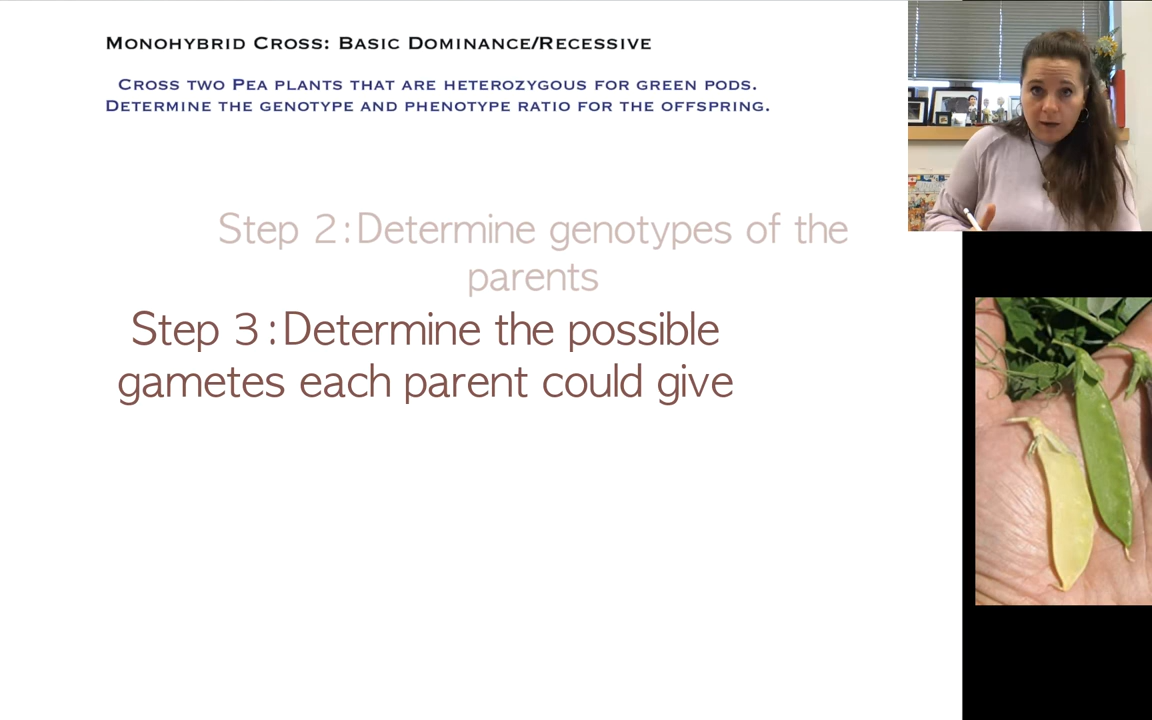 Monohybrid Cross: Basic Dominance/Recessive
Cross two Pea plants that are heterozygous for green pods.
Determine the genotype and phenotype ratio for the offspring.
Step 2:Determine genotypes of the
parents
Step 3:Determine the possible
gametes each parent could give